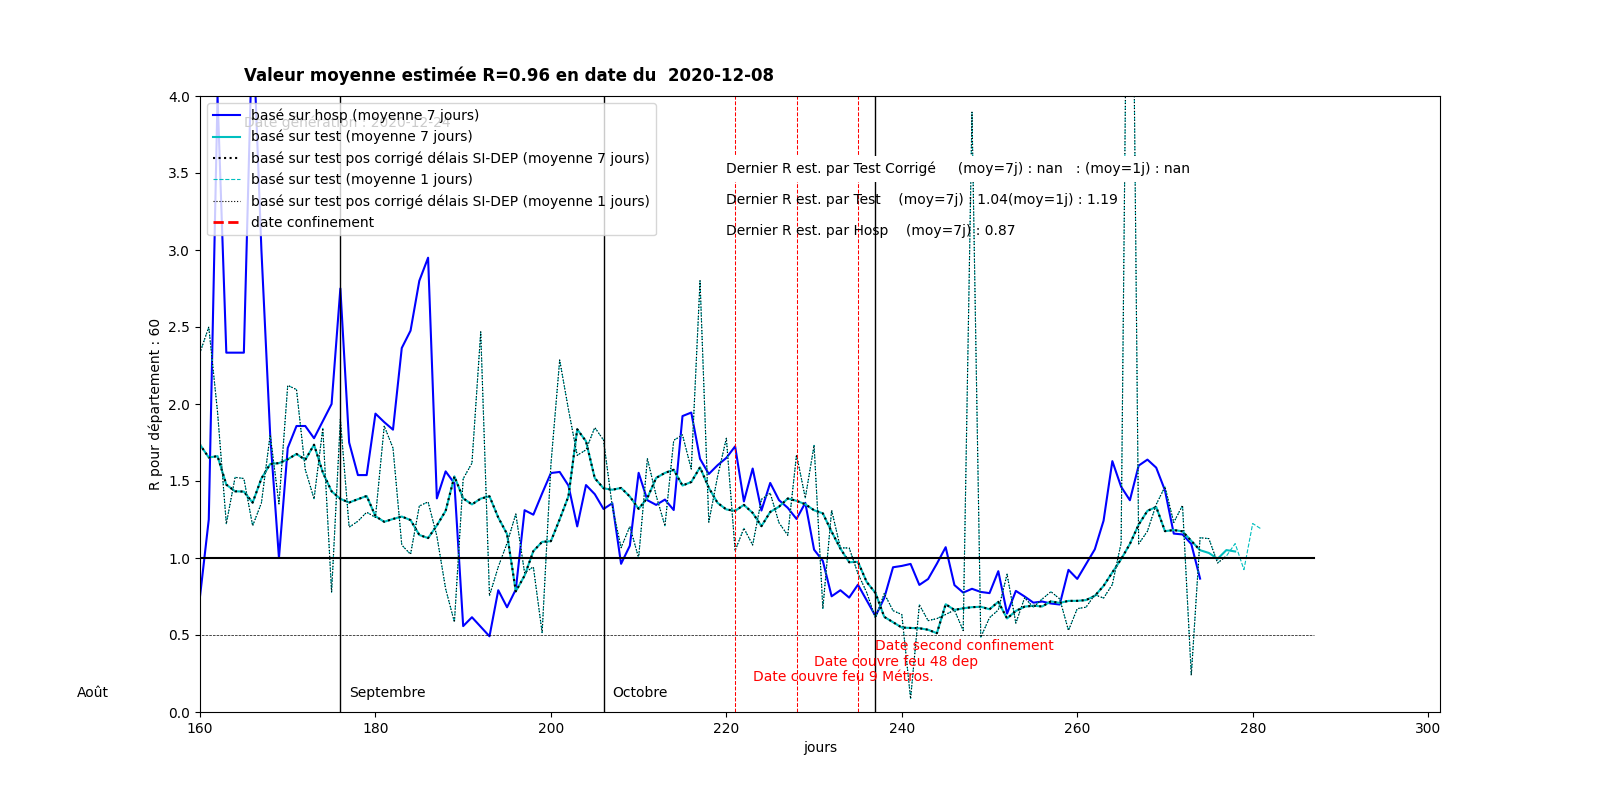 Valeur moyenne estimée R=0.96 en date du  2020-12-08
Date génération : 2020-12-24
basé sur hosp (moyenne 7 jours)
basé sur test (moyenne 7 jours)
basé sur test pos corrigé délais SI-DEP (moyenne 7 jours)
basé sur test (moyenne 1 jours)
basé sur test pos corrigé délais SI-DEP (moyenne 1 jours)
date confinement
Dernier R est. par Test Corrigé     (moy=7j) : nan   : (moy=1j) : nan
Dernier R est. par Test    (moy=7j) : 1.04(moy=1j) : 1.19
Dernier R est. par Hosp    (moy=7j) : 0.87
4.0
3.5
3.0
2.5
2.0
1.5
1.0
0.5
0.0
R pour département : 60
Date second confinement
Date couvre feu 48 dep
Date couvre feu 9 Métros.
Août
Septembre
Octobre
160 180 200 220 240 260 280 300
jours